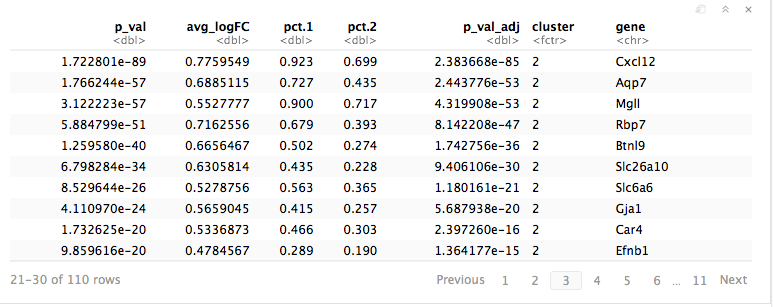 p_val avg_logFC pct.1 pct.2 p_val_adj cluster gene
<dbl> <dbl> <dbl> <dbl> <dbl> <fctr> <chr>
1.722801e-89 0.7759549 0.923 0.699 2.383668e-85 2 Cxcl12
1.766244e-57 0.6885115 0.727 0.435 2.443776e-53 2 Aqp7
3.122223e-57 0.5527777 0.900 0.717 4.319908e-53 2 Mgll
5.884799e-51 0.7162556 0.679 0.393 8.142208e-47 2 Rbp7
1.259580e-40 0.6656467 0.502 0.274 1.742756e-36 2 Btnl9
6.798284e-34 0.6305814 0.435 0.228 9.406106e-30 2 Slc26a10
8.529644e-26 0.5278756 0.563 0.365 1.180161e-21 2 Slc6a6
4.110970e-24 0.5659045 0.415 0.257 5.687938e-20 2 Gja1
1.732625e-20 0.5336873 0.466 0.303 2.397260e-16 2 Car4
9.859616e-20 0.4784567 0.289 0.190 1.364177e-15 2 Efnb1
21-30 of 110 rows Previous 1 2 3 4 5 6 ... 11 Next